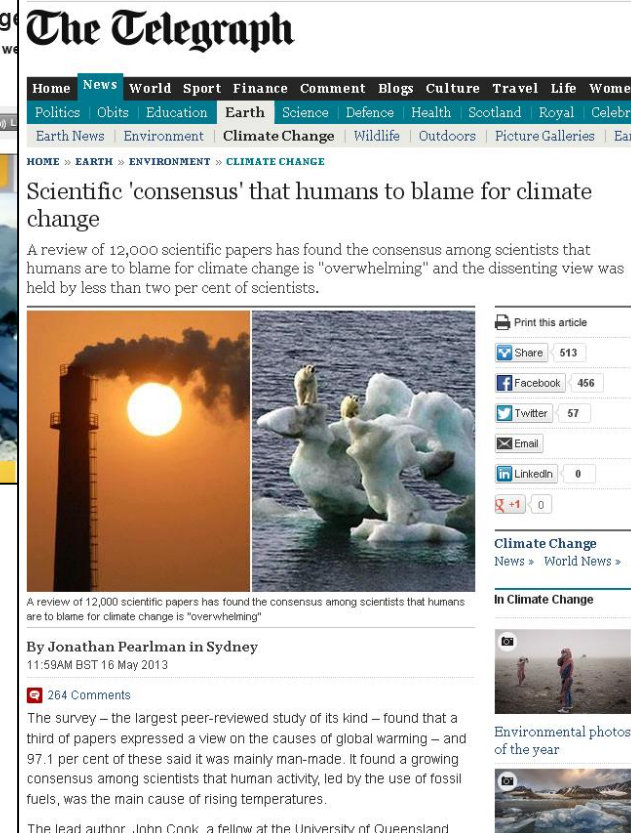 The Telegraph
Home News World Sport Finance Comment Blogs Culture Travel Life Wome
Politics Obits Education Earth Science Defence Health Scotland Royal Celebr
Earth News Environment Climate Change Wildlife Outdoors Picture Galleries Ear
HOME » EARTH » ENVIRONMENT » CLIMATE CHANGE
Scientific 'consensus' that humans to blame for climate
change
A review of 12,000 scientific papers has found the consensus among scientists that
humans are to blame for climate change is "overwhelming" and the dissenting view was
held by less than two per cent of scientists.
Print this article
Share 513
Facebook 456
Twitter 57
Email
LinkedIn 0
+1 0
Climate Change
News » World News »
In Climate Change
Environmental photos
of the year
A review of 12,000 scientific papers has found the consensus among scientists that humans
are to blame for climate change is "overwhelming"
By Jonathan Pearlman in Sydney
11:59AM BST 16 May 2013
264 Comments
The survey – the largest peer-reviewed study of its kind – found that a
third of papers expressed a view on the causes of global warming – and
97.1 per cent of these said it was mainly man-made. It found a growing
consensus among scientists that human activity, led by the use of fossil
fuels, was the main cause of rising temperatures.
The lead author, John Cook, a fellow at the University of Queensland